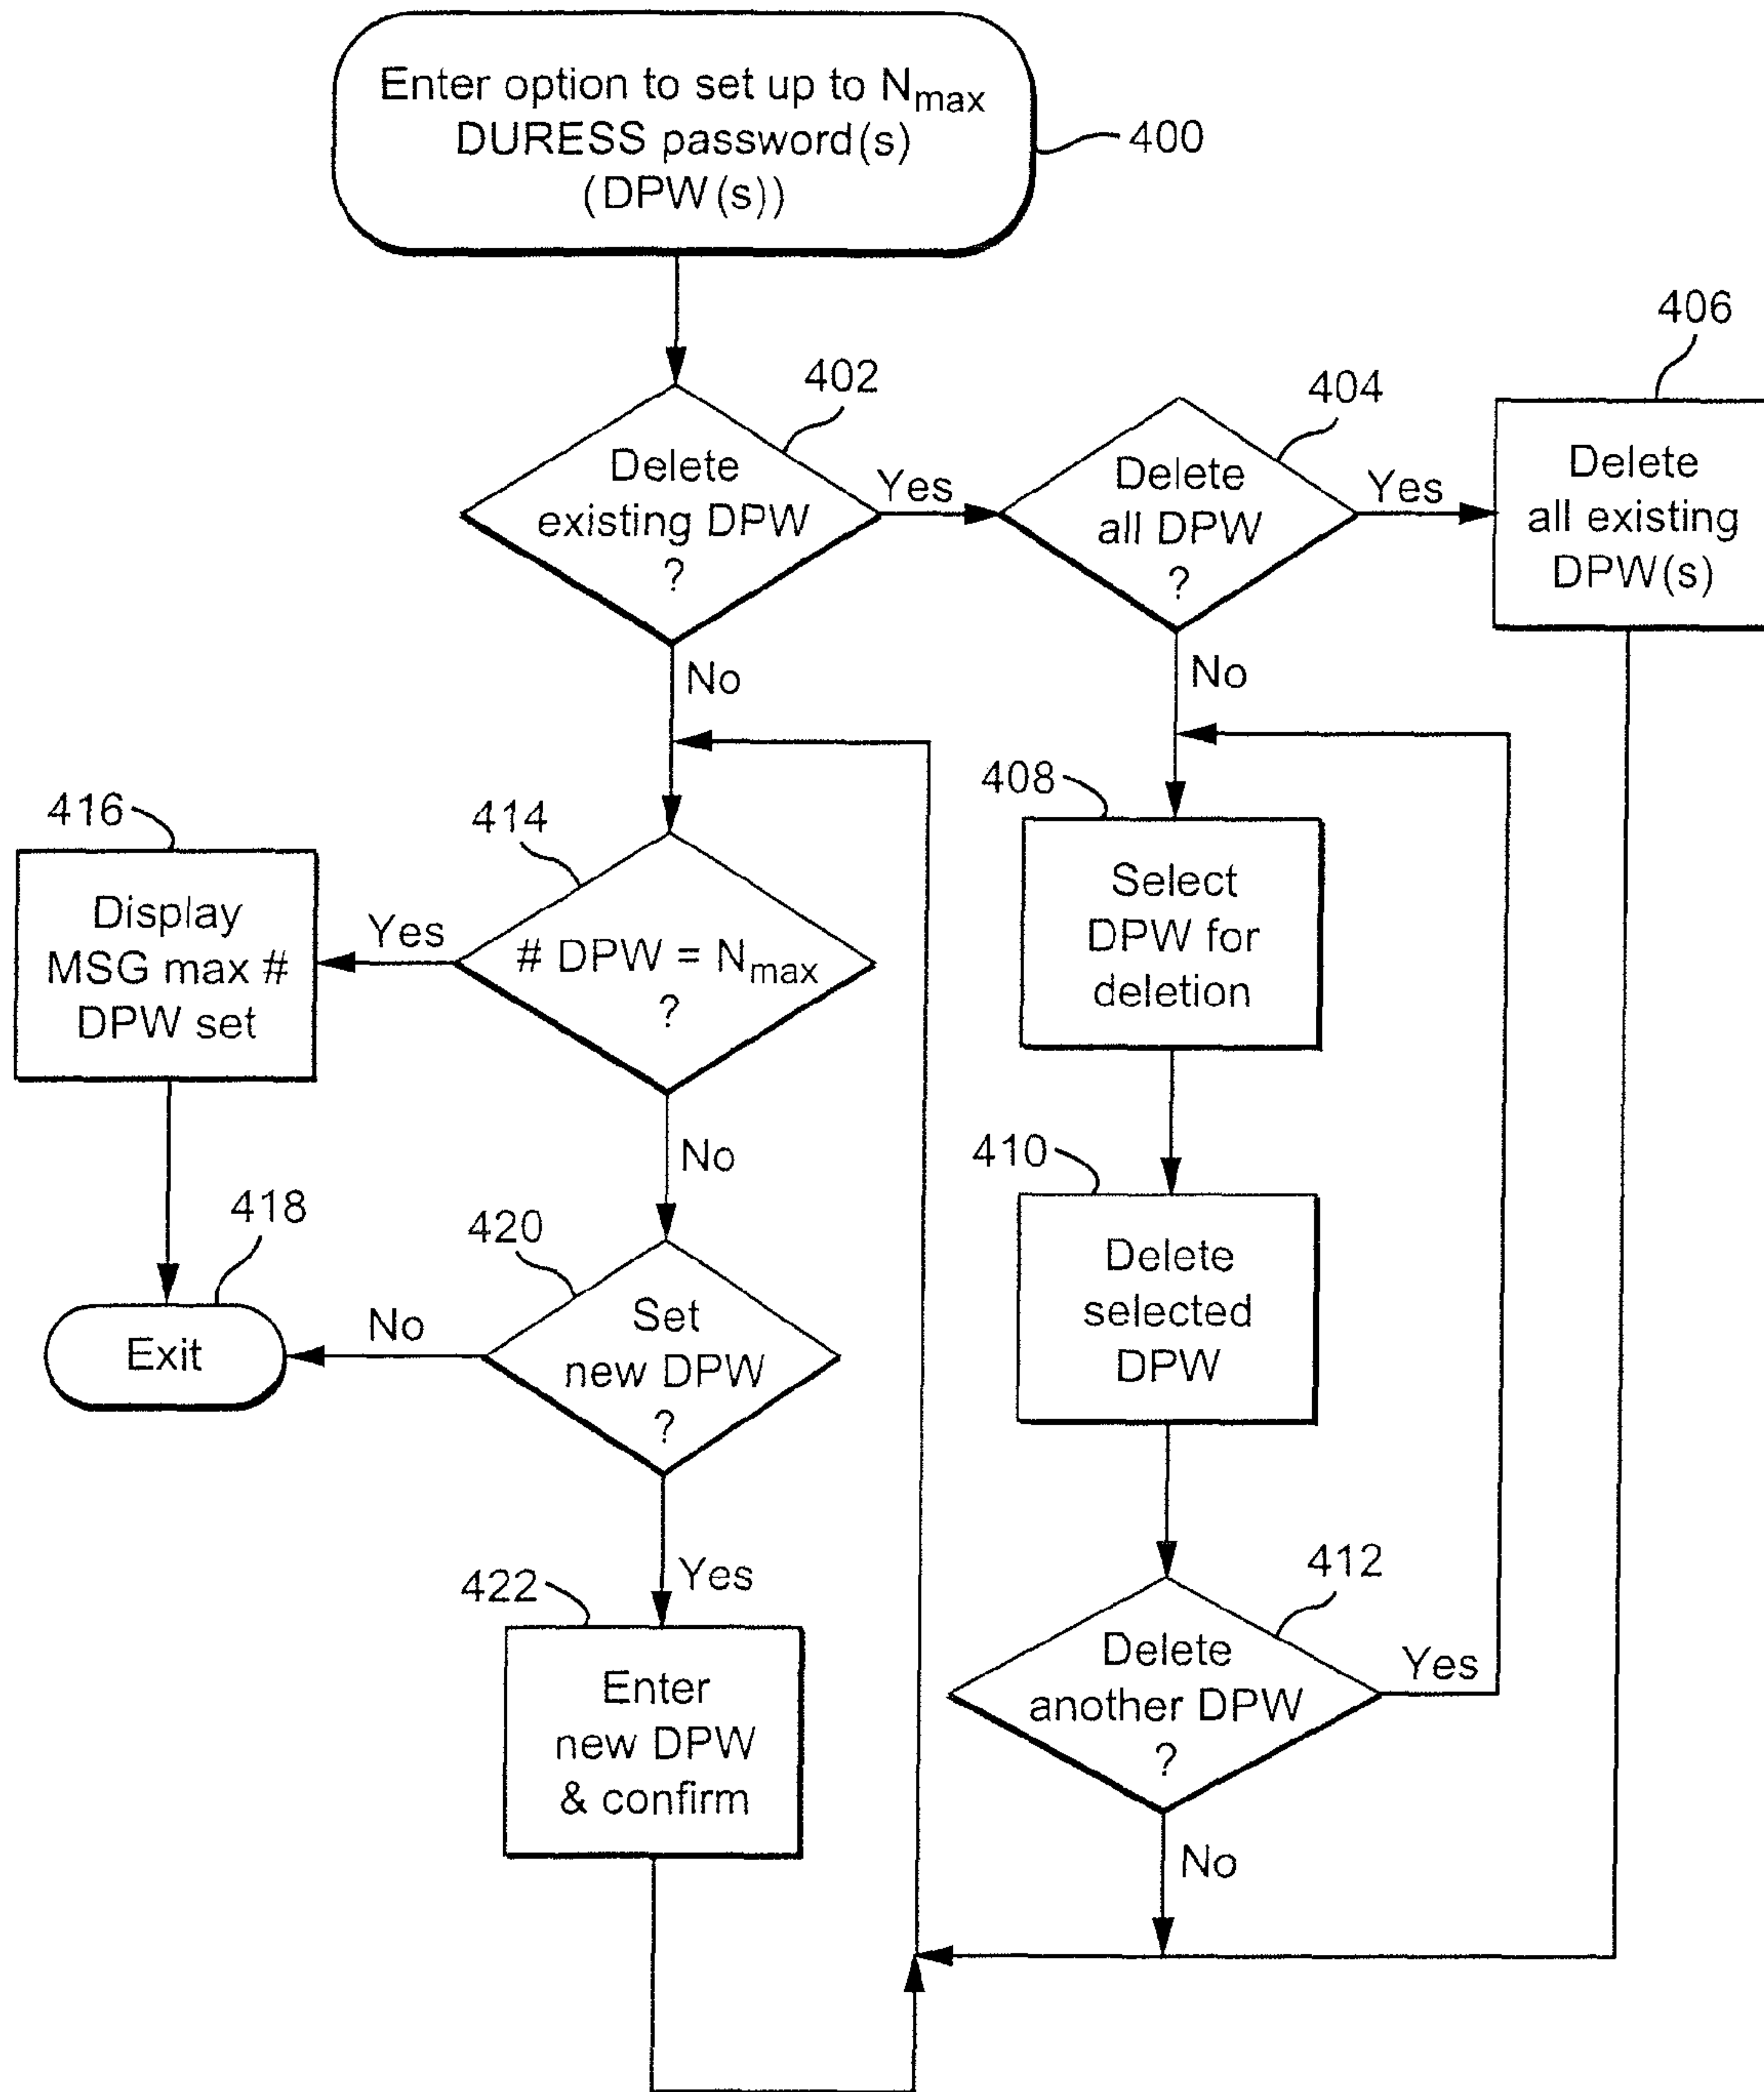 Enter option to set up to Nmax
DURESS password(s)
(DPW(s))
400
402
Delete
existing DPW
?
Yes
No
404
Delete
all DPW
?
Yes
No
406
Delete
all existing
DPW(s)
408
Select
DPW for
deletion
410
Delete
selected
DPW
412
Delete
another DPW
?
Yes
No
414
# DPW = Nmax
?
Yes
No
416
Display
MSG max #
DPW set
418
Exit
420
Set
new DPW
?
No
Yes
422
Enter
new DPW
& confirm